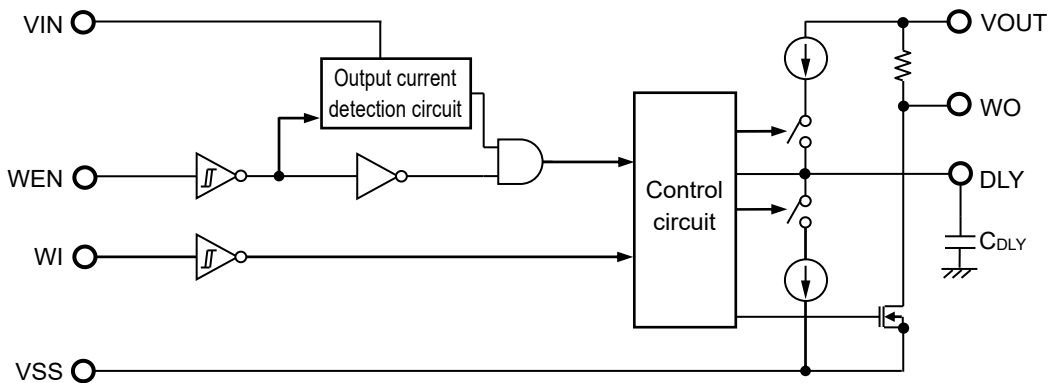 VIN
VOUT
Output current
detection circuit
WO
WEN
DLY
Control
circuit
WI
CDLY
VSS